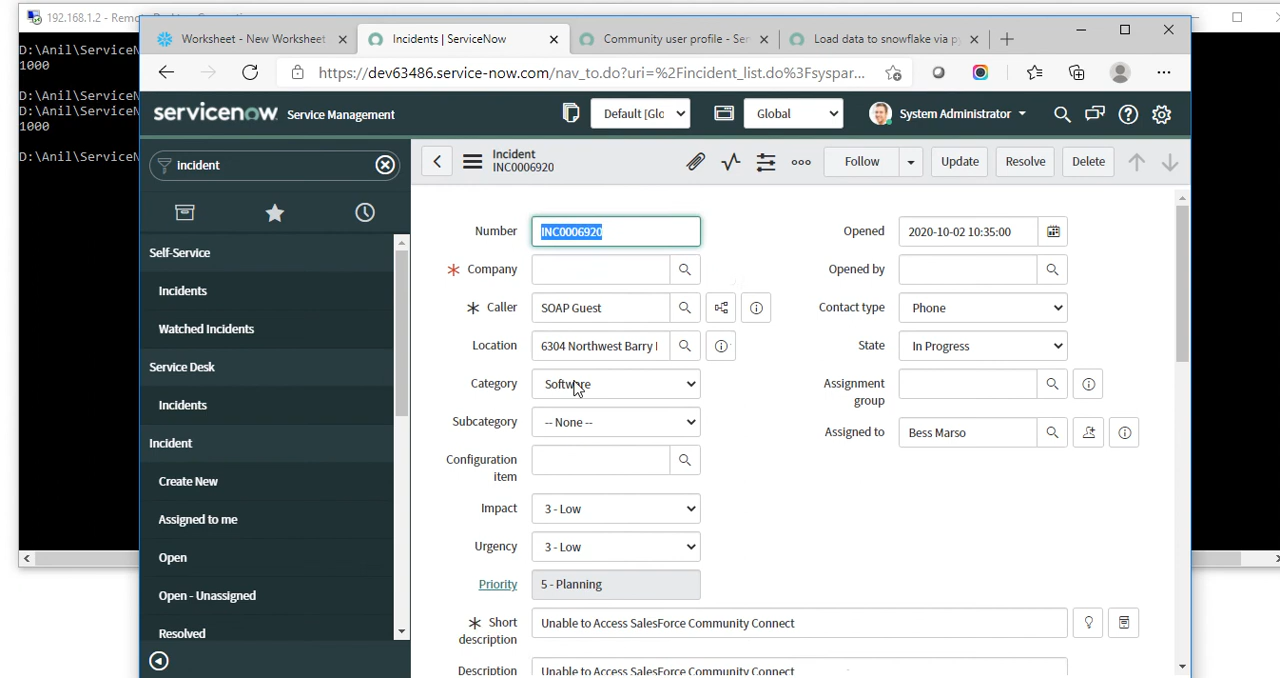 192.168.1.2 - Remote Desktop Connection
D:\Anil\ServiceN
1000
D:\Anil\ServiceN
D:\Anil\ServiceN
1000
D:\Anil\ServiceN
Worksheet - New Worksheet
Incidents | ServiceNow
Community user profile - Ser
Load data to snowflake via py
https://dev63486.service-now.com/nav_to.do?uri=%2Fincident_list.do%3Fsyspar...
servicenow Service Management
Default [Glo
Global
System Administrator
incident
Incident
INC0006920
Follow
Update
Resolve
Delete
Self-Service
Incidents
Watched Incidents
Service Desk
Incidents
Incident
Create New
Assigned to me
Open
Open - Unassigned
Resolved
Number INC0006920
Company
Caller SOAP Guest
Location 6304 Northwest Barry
Category Software
Subcategory -- None --
Configuration
item
Impact 3 - Low
Urgency 3 - Low
Priority 5 - Planning
Short
description
Unable to Access SalesForce Community Connect
Description Unable to Access SalesForce Community Connect
Opened 2020-10-02 10:35:00
Opened by
Contact type Phone
State In Progress
Assignment
group
Assigned to Bess Marso